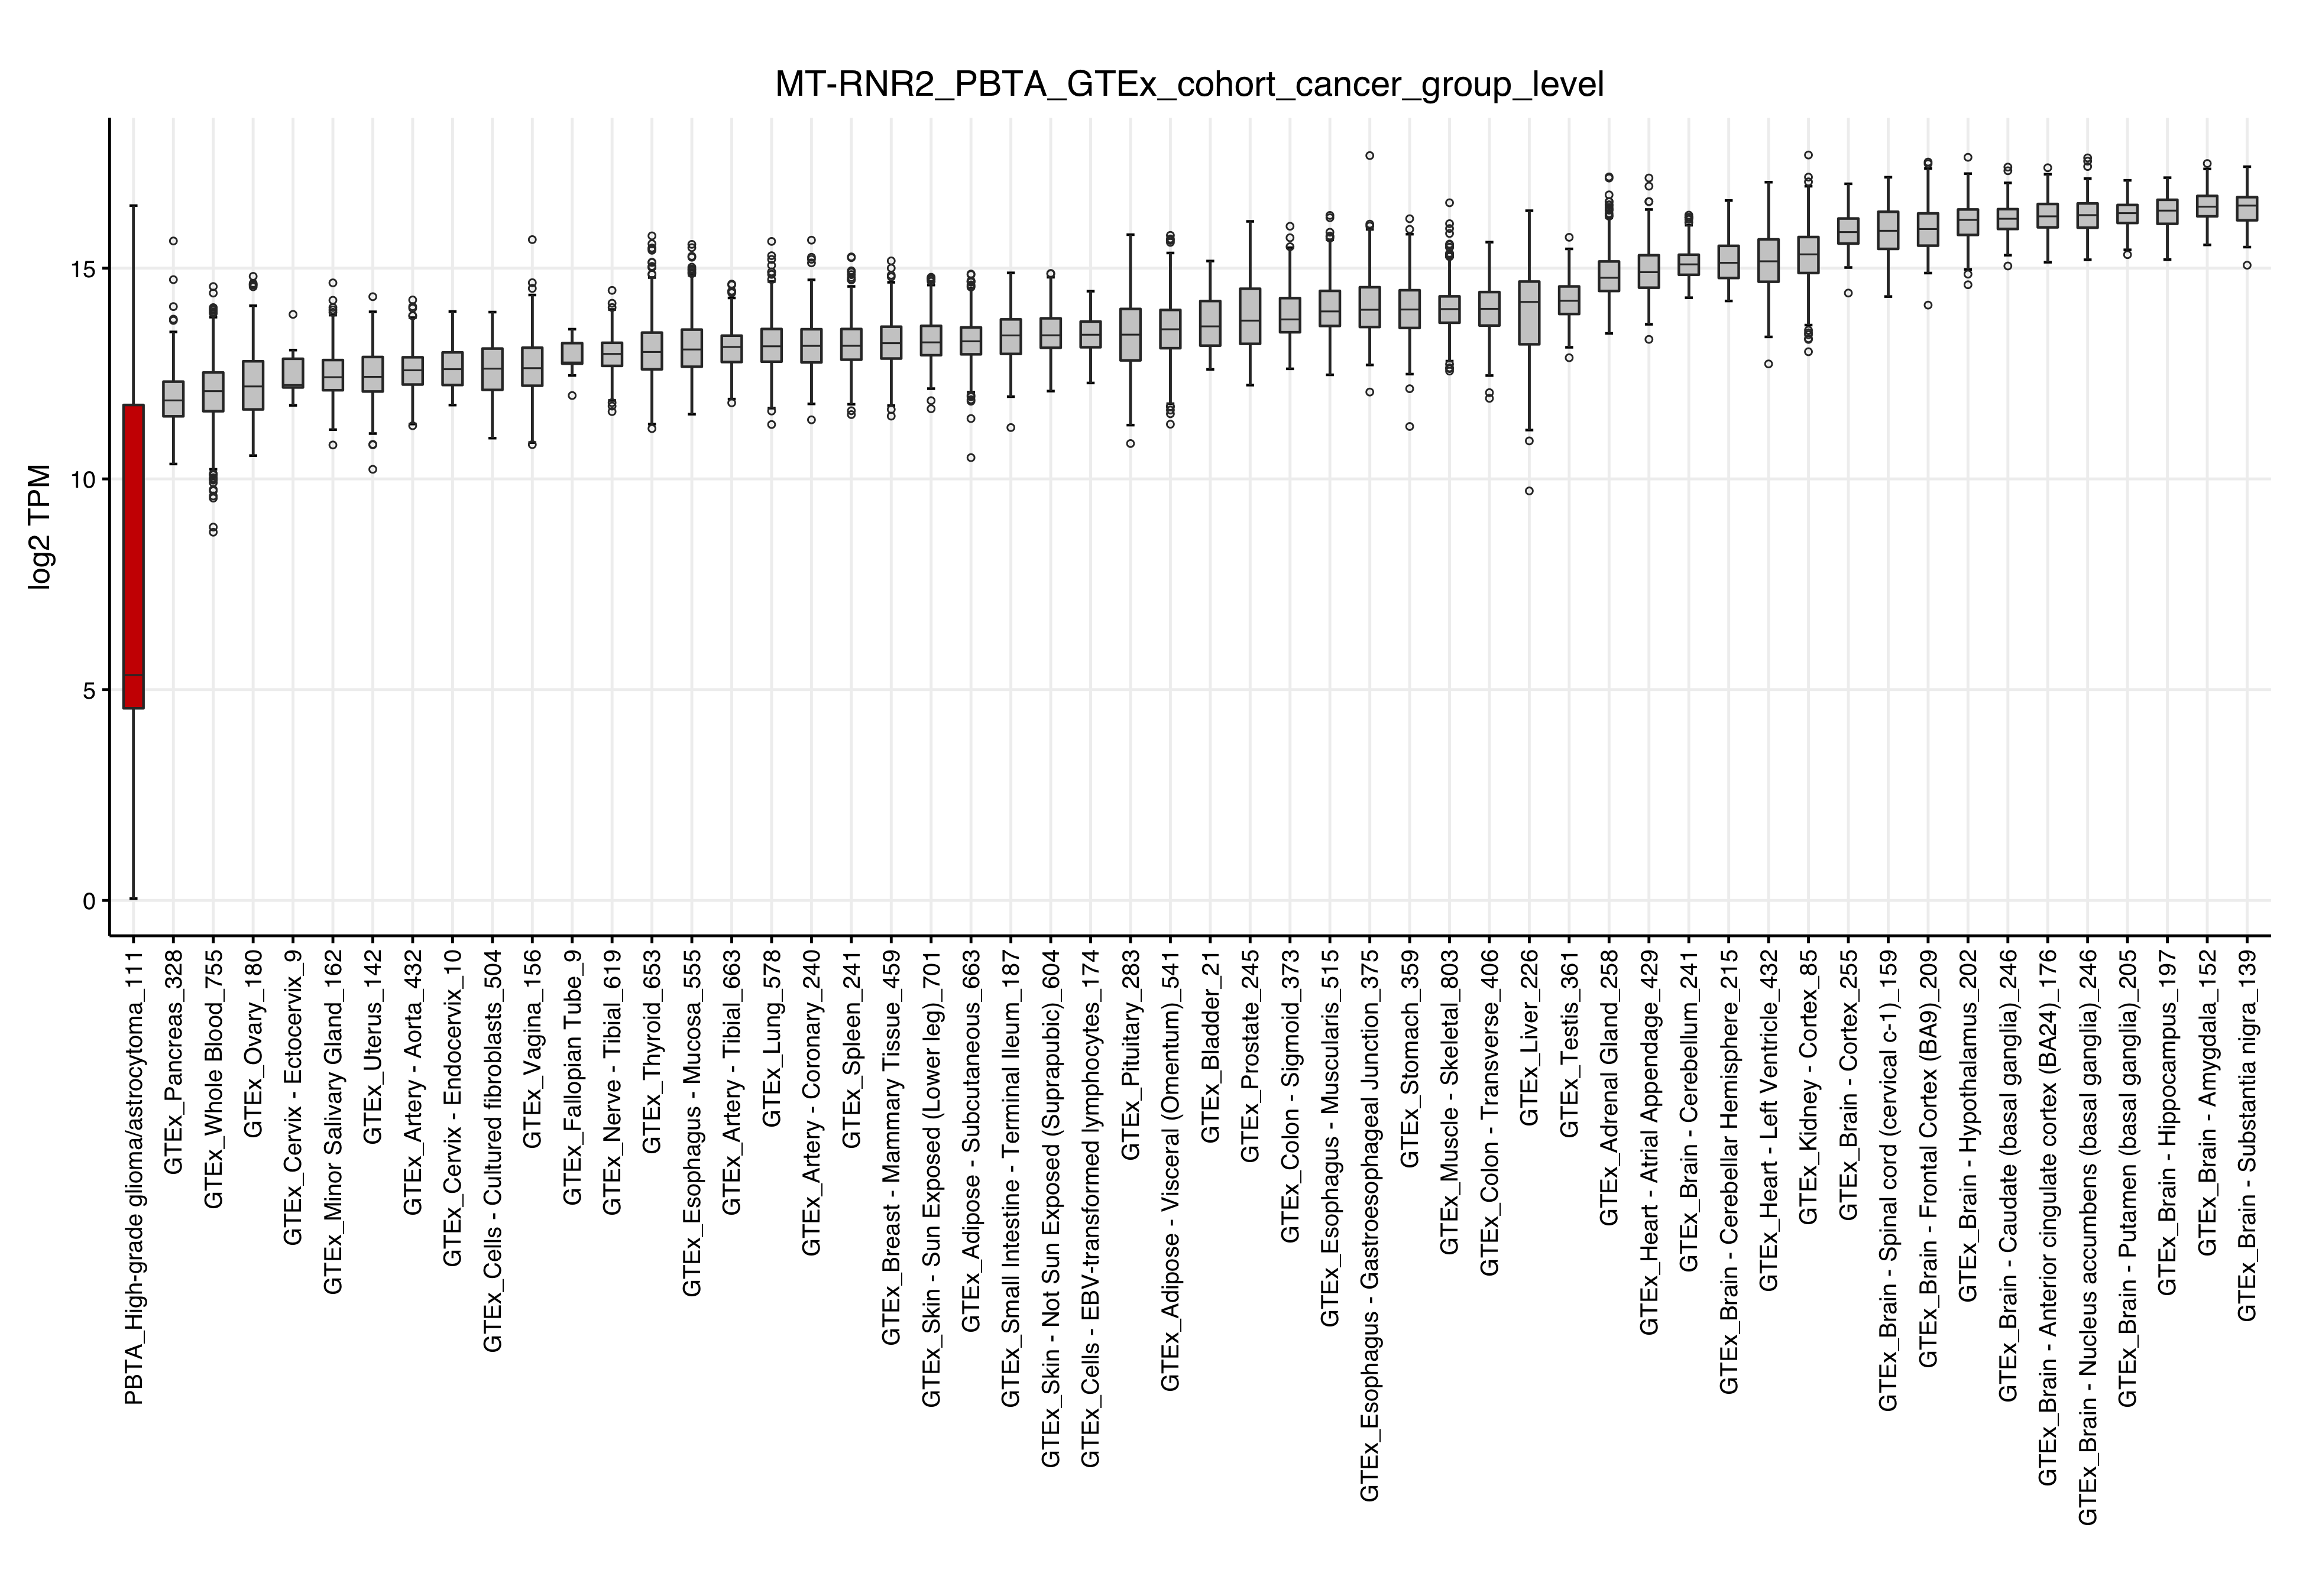 MT-RNR2_PBTA_GTEx_cohort_cancer_group_level
log2 TPM
15
10
5
0
PBTA_High-grade glioma/astrocytoma_111
GTEx_Pancreas_328
GTEx_Whole Blood_755
GTEx_Ovary_180
GTEx_Cervix - Ectocervix_9
GTEx_Minor Salivary Gland_162
GTEx_Uterus_142
GTEx_Artery - Aorta_432
GTEx_Cervix - Endocervix_10
GTEx_Cells - Cultured fibroblasts_504
GTEx_Vagina_156
GTEx_Fallopian Tube_9
GTEx_Nerve - Tibial_619
GTEx_Thyroid_653
GTEx_Esophagus - Mucosa_555
GTEx_Artery - Tibial_663
GTEx_Lung_578
GTEx_Artery - Coronary_240
GTEx_Spleen_241
GTEx_Breast - Mammary Tissue_459
GTEx_Skin - Sun Exposed (Lower leg)_701
GTEx_Adipose - Subcutaneous_663
GTEx_Small Intestine - Terminal Ileum_187
GTEx_Skin - Not Sun Exposed (Suprapubic)_604
GTEx_Cells - EBV-transformed lymphocytes_174
GTEx_Pituitary_283
GTEx_Adipose - Visceral (Omentum)_541
GTEx_Bladder_21
GTEx_Prostate_245
GTEx_Colon - Sigmoid_373
GTEx_Esophagus - Muscularis_515
GTEx_Esophagus - Gastroesophageal Junction_375
GTEx_Stomach_359
GTEx_Muscle - Skeletal_803
GTEx_Colon - Transverse_406
GTEx_Liver_226
GTEx_Testis_361
GTEx_Adrenal Gland_258
GTEx_Heart - Atrial Appendage_429
GTEx_Brain - Cerebellum_241
GTEx_Brain - Cerebellar Hemisphere_215
GTEx_Heart - Left Ventricle_432
GTEx_Kidney - Cortex_85
GTEx_Brain - Cortex_255
GTEx_Brain - Spinal cord (cervical c-1)_159
GTEx_Brain - Frontal Cortex (BA9)_209
GTEx_Brain - Hypothalamus_202
GTEx_Brain - Caudate (basal ganglia)_246
GTEx_Brain - Anterior cingulate cortex (BA24)_176
GTEx_Brain - Nucleus accumbens (basal ganglia)_246
GTEx_Brain - Putamen (basal ganglia)_205
GTEx_Brain - Hippocampus_197
GTEx_Brain - Amygdala_152
GTEx_Brain - Substantia nigra_139